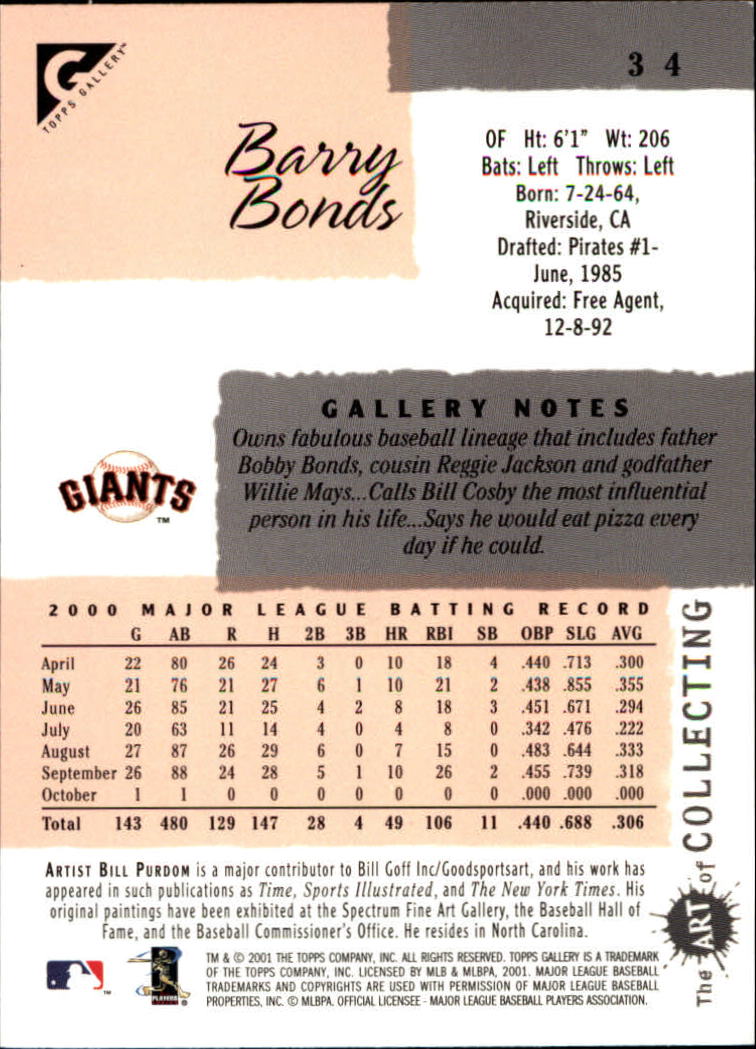 3 4
G
TOPPS GALLERY™
Barry
Bonds
OF Ht: 6'1" Wt: 206
Bats: Left Throws: Left
Born: 7-24-64,
Riverside, CA
Drafted: Pirates #1-
June, 1985
Acquired: Free Agent,
12-8-92
GALLERY NOTES
Owns fabulous baseball lineage that includes father
Bobby Bonds, cousin Reggie Jackson and godfather
Willie Mays...Calls Bill Cosby the most influential
person in his life...Says he would eat pizza every
day if he could.
GIANTS™
2000 MAJOR LEAGUE BATTING RECORD
G AB R H 2B 3B HR RBI SB OBP SLG AVG
April 22 80 26 24 3 0 10 18 4 .440 .713 .300
May 21 76 21 27 6 1 10 21 2 .438 .855 .355
June 26 85 21 25 4 2 8 18 3 .451 .671 .294
July 20 63 11 14 4 0 4 8 0 .342 .476 .222
August 27 87 26 29 6 0 7 15 0 .483 .644 .333
September 26 88 24 28 5 1 10 26 2 .455 .739 .318
October 1 1 0 0 0 0 0 0 0 .000 .000 .000
Total 143 480 129 147 28 4 49 106 11 .440 .688 .306
The ART of COLLECTING
ARTIST BILL PURDOM is a major contributor to Bill Goff Inc/Goodsportsart, and his work has
appeared in such publications as Time, Sports Illustrated, and The New York Times. His
original paintings have been exhibited at the Spectrum Fine Art Gallery, the Baseball Hall of
Fame, and the Baseball Commissioner's Office. He resides in North Carolina.
PLAYERS
TM & © 2001 THE TOPPS COMPANY, INC. ALL RIGHTS RESERVED. TOPPS GALLERY IS A TRADEMARK
OF THE TOPPS COMPANY, INC. LICENSED BY MLB & MLBPA, 2001. MAJOR LEAGUE BASEBALL
TRADEMARKS AND COPYRIGHTS ARE USED WITH PERMISSION OF MAJOR LEAGUE BASEBALL
PROPERTIES, INC. © MLBPA. OFFICIAL LICENSEE - MAJOR LEAGUE BASEBALL PLAYERS ASSOCIATION.